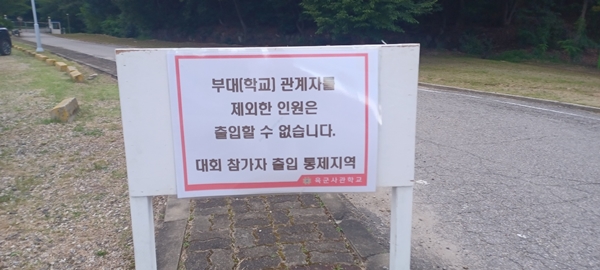 부대(학교) 관계자를
제외한 인원은
출입할 수 없습니다.
대회 참가자 출입 통제지역
육군사관학교